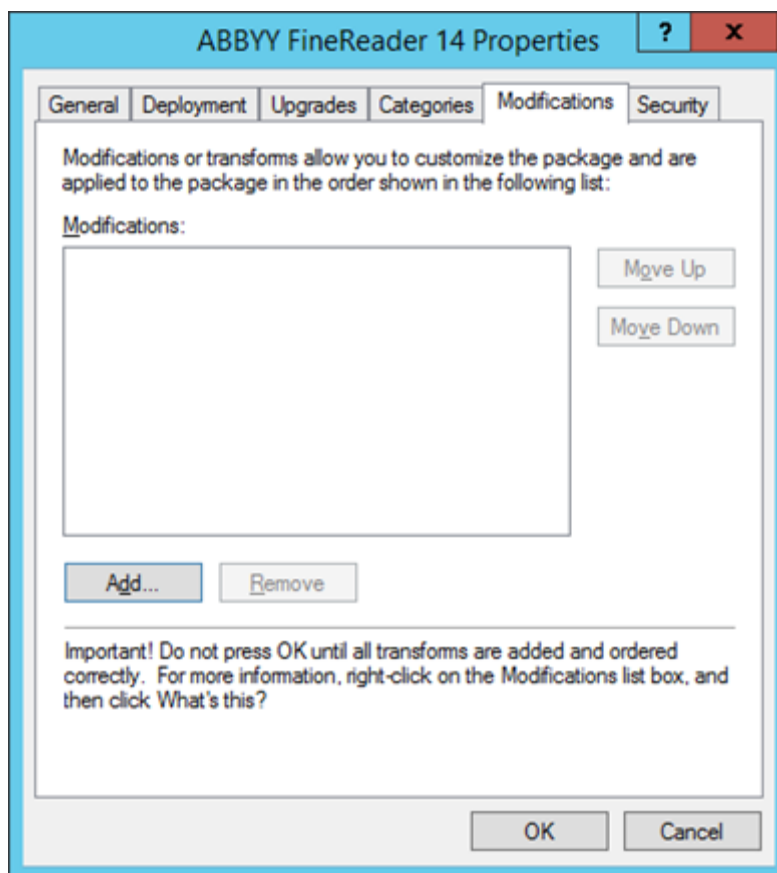 ABBYY FineReader 14 Properties
? x
General Deployment Upgrades Categories Modifications Security
Modifications or transforms allow you to customize the package and are
applied to the package in the order shown in the following list:
Modifications:
Move Up
Move Down
Add... Remove
Important! Do not press OK until all transforms are added and ordered
correctly. For more information, right-click on the Modifications list box, and
then click What's this?
OK Cancel